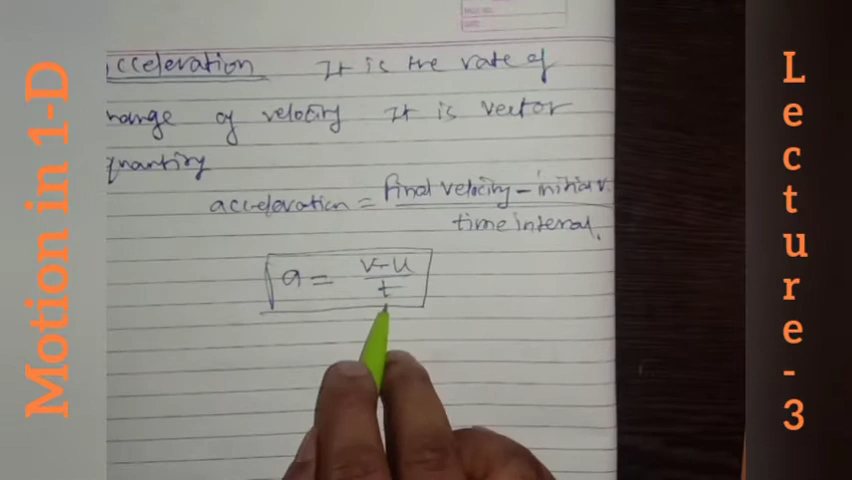 Motion in 1-D
cceleration It is the rate of
hange of velocity It is vector
quantity
acceleration = final velocity - initial v.
time interval.
a = v-u
t
Lecture-3